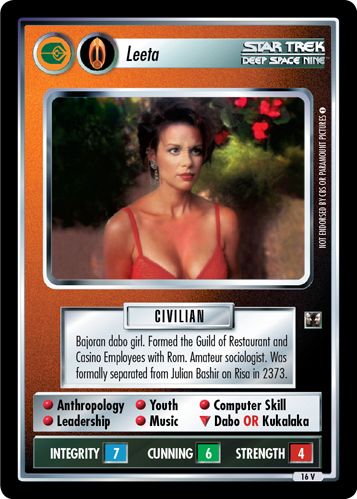 Leeta
STAR TREK
DEEP SPACE NINE
NOT ENDORSED BY CBS OR PARAMOUNT PICTURES
CIVILIAN
Bajoran dabo girl. Formed the Guild of Restaurant and
Casino Employees with Rom. Amateur sociologist. Was
formally separated from Julian Bashir on Risa in 2373.
Anthropology Youth Computer Skill
Leadership Music Dabo OR Kukalaka
INTEGRITY 7 CUNNING 6 STRENGTH 4
16 V